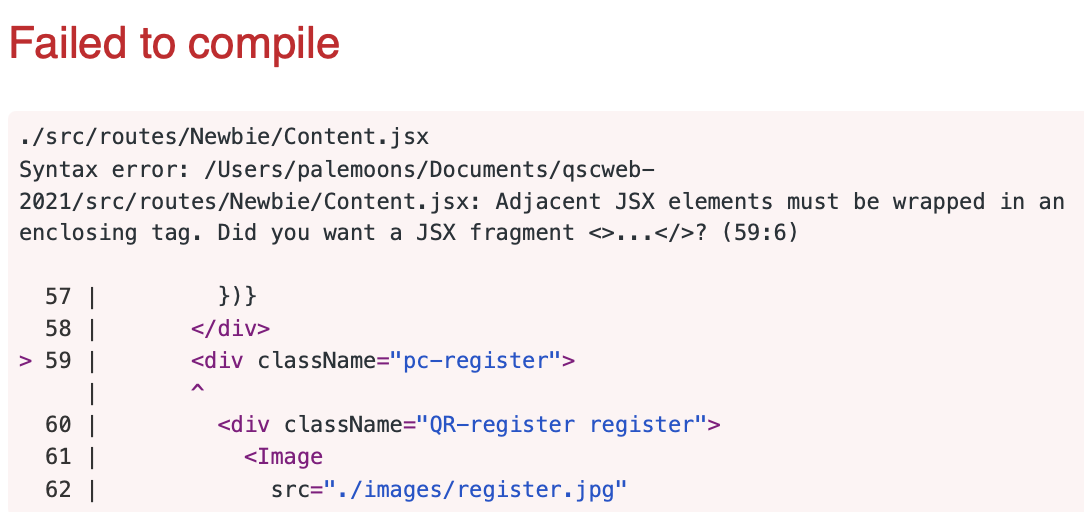 Failed to compile
./src/routes/Newbie/Content.jsx
Syntax error: /Users/palemoons/Documents/qscweb-
2021/src/routes/Newbie/Content.jsx: Adjacent JSX elements must be wrapped in an
enclosing tag. Did you want a JSX fragment <>...</>? (59:6)
  57 |         })}
  58 |       </div>
> 59 |       <div className="pc-register">
     |       ^
  60 |         <div className="QR-register register">
  61 |           <Image
  62 |             src="./images/register.jpg"